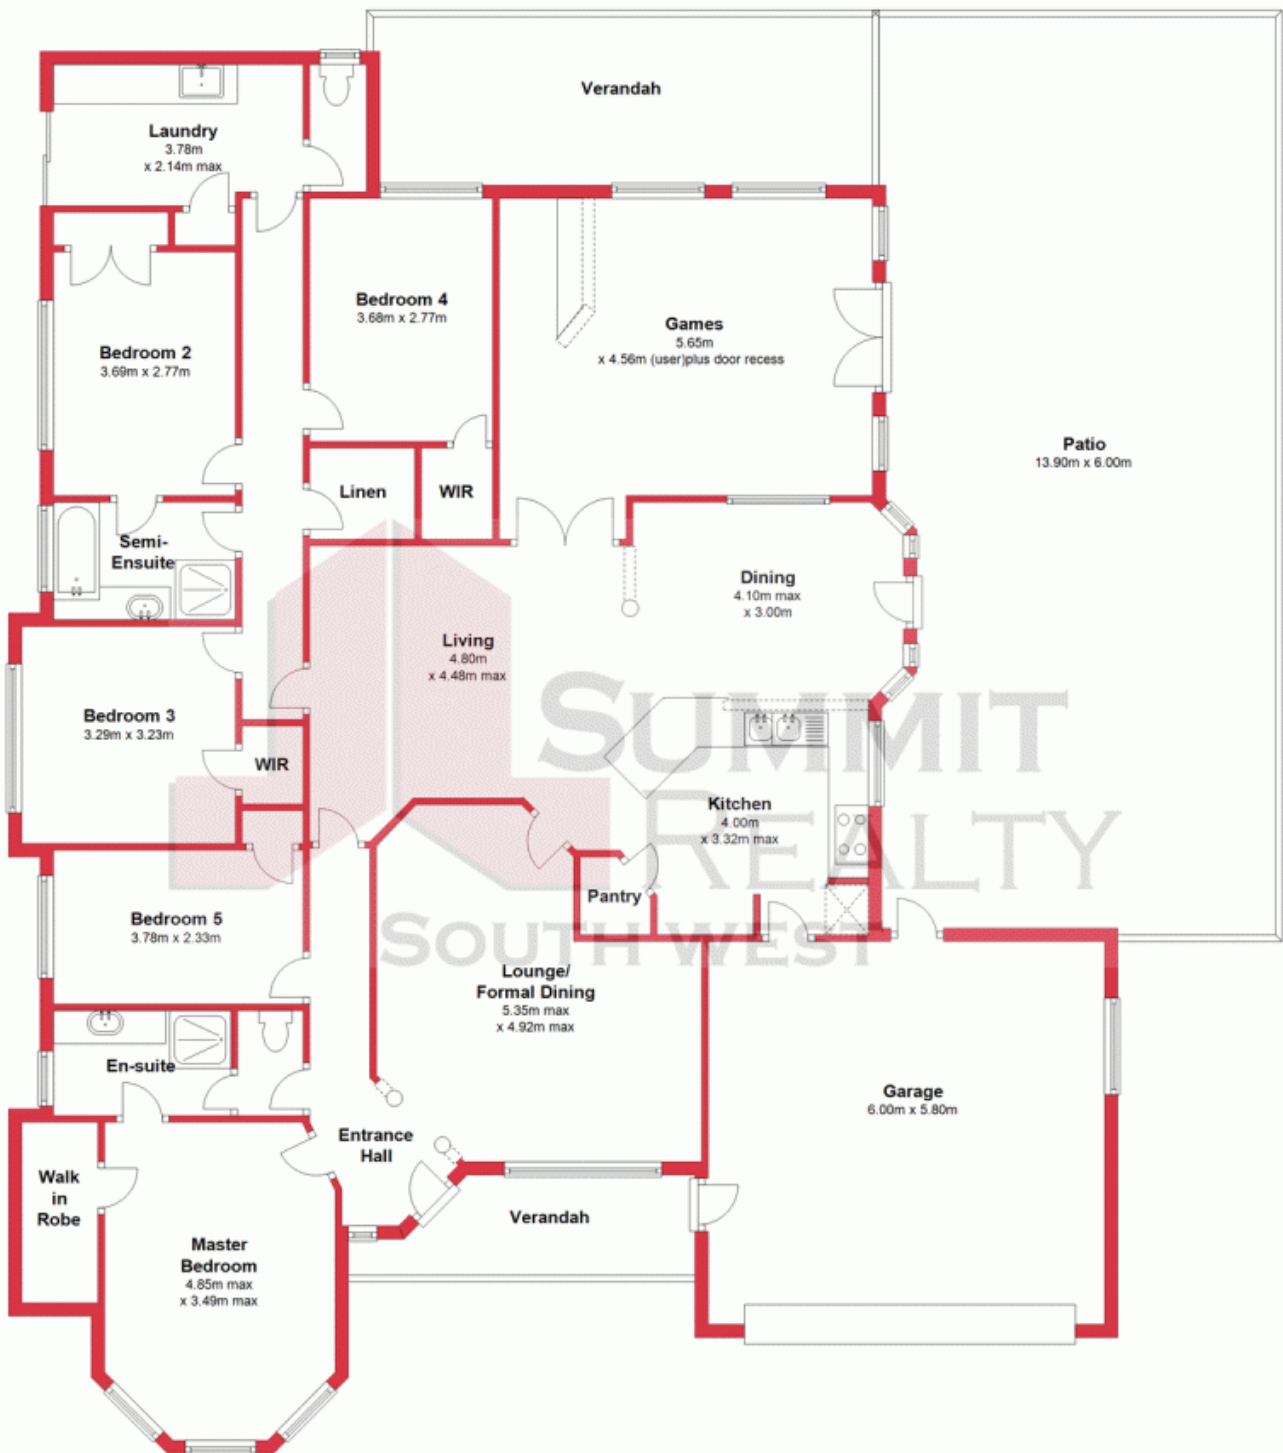 Verandah
Laundry
3.78m
x 2.14m max
Bedroom 4
3.68m x 2.77m
Games
5.65m
x 4.56m (user)plus door recess
Bedroom 2
3.69m x 2.77m
Patio
13.90m x 6.00m
Linen
WIR
Semi-
Ensuite
Dining
4.10m max
x 3.00m
Living
4.80m
x 4.48m max
Bedroom 3
3.29m x 3.23m
WIR
SUMMIT
REALTY
SOUTH WEST
Kitchen
4.00m
x 3.32m max
Pantry
Bedroom 5
3.78m x 2.33m
Lounge/
Formal Dining
5.35m max
x 4.92m max
En-suite
Garage
6.00m x 5.80m
Entrance
Hall
Walk
in
Robe
Verandah
Master
Bedroom
4.85m max
x 3.49m max